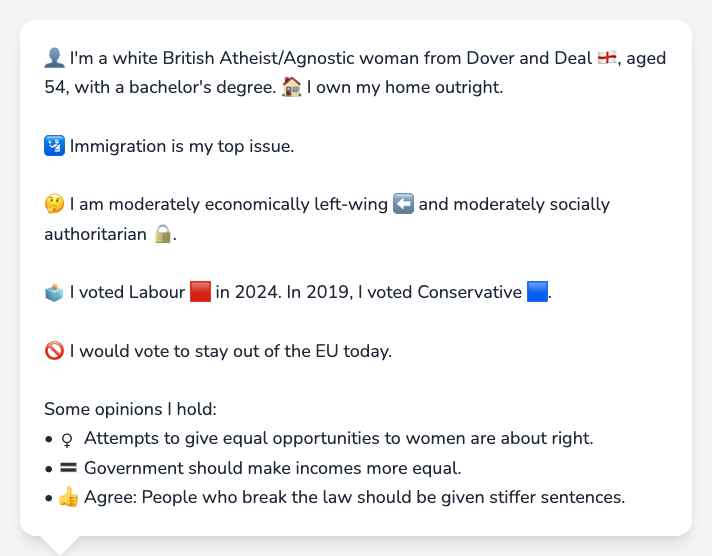 👤 I'm a white British Atheist/Agnostic woman from Dover and Deal 🏴󠁧󠁢󠁥󠁮󠁧󠁿, aged
54, with a bachelor's degree. 🏠 I own my home outright.
🛂 Immigration is my top issue.
🤔 I am moderately economically left-wing ⬅️ and moderately socially
authoritarian 🔒.
🗳️ I voted Labour 🟥 in 2024. In 2019, I voted Conservative 🟦.
🚫 I would vote to stay out of the EU today.
Some opinions I hold:
• ♀ Attempts to give equal opportunities to women are about right.
• 🟰 Government should make incomes more equal.
• 👍 Agree: People who break the law should be given stiffer sentences.